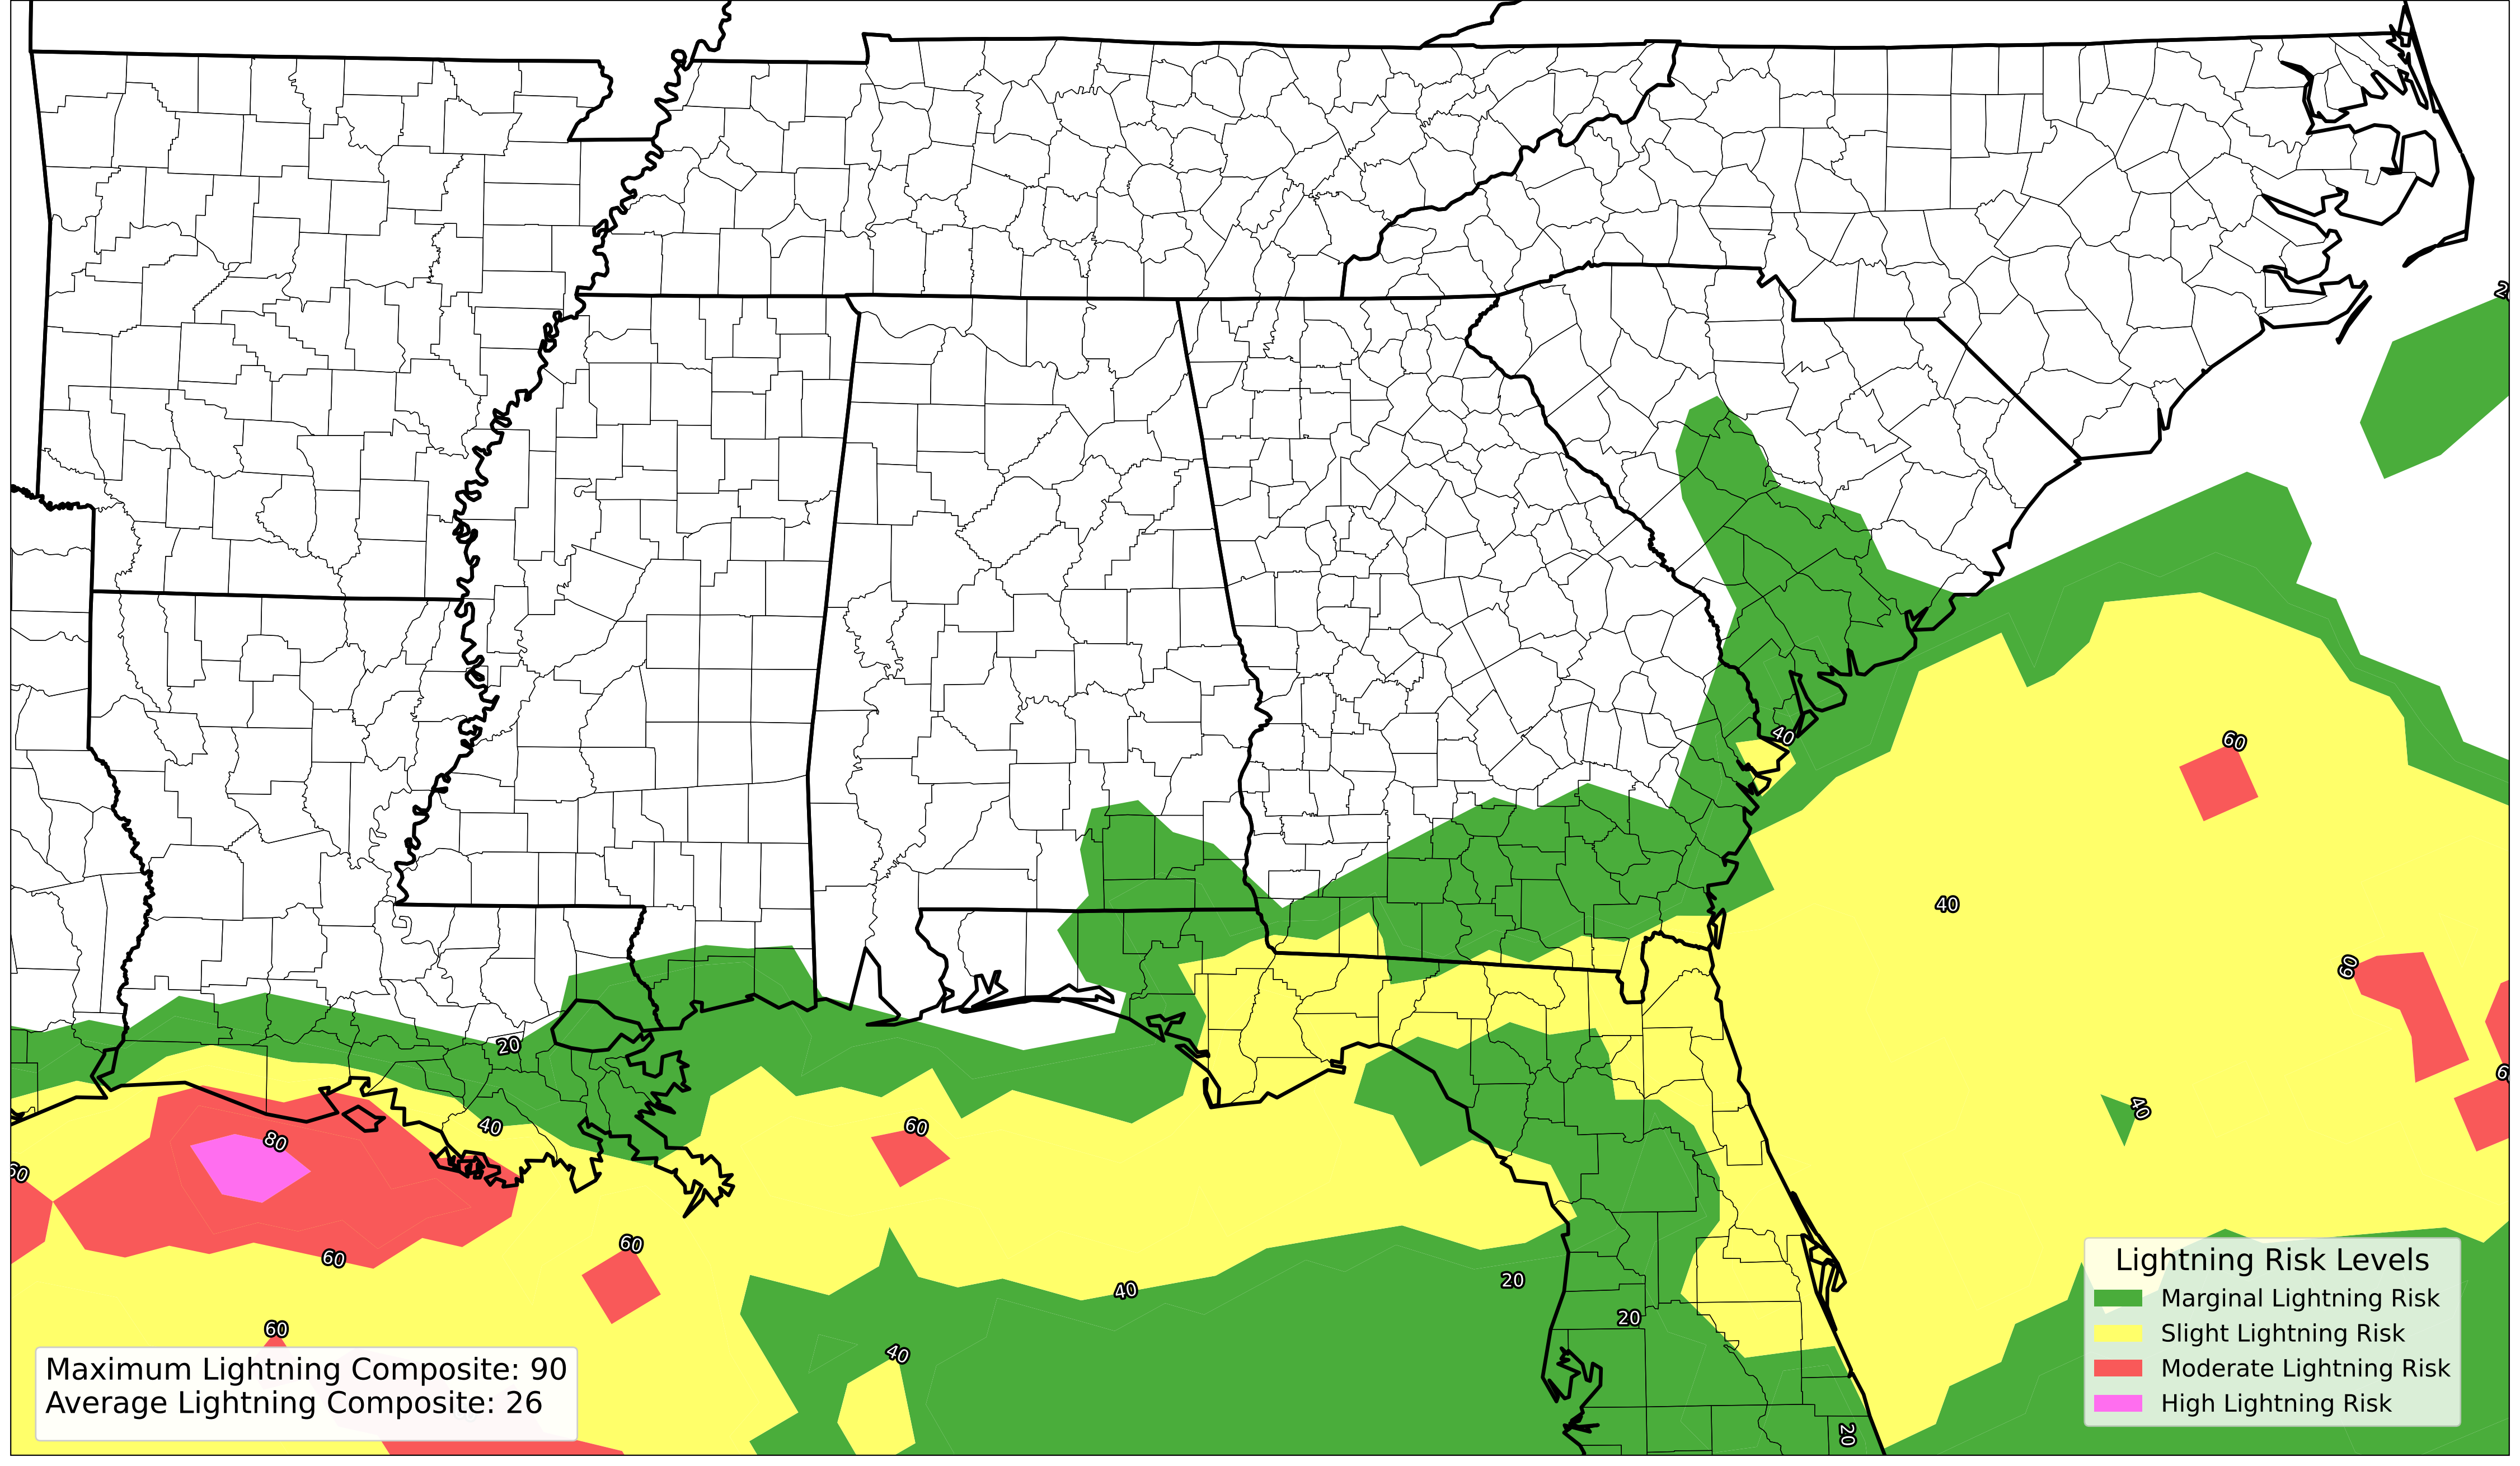 2
60
40
40
60
60
20
40
80
40
60
60
60
60
60
40
20
20
40
20
Maximum Lightning Composite: 90
Average Lightning Composite: 26
Lightning Risk Levels
Marginal Lightning Risk
Slight Lightning Risk
Moderate Lightning Risk
High Lightning Risk